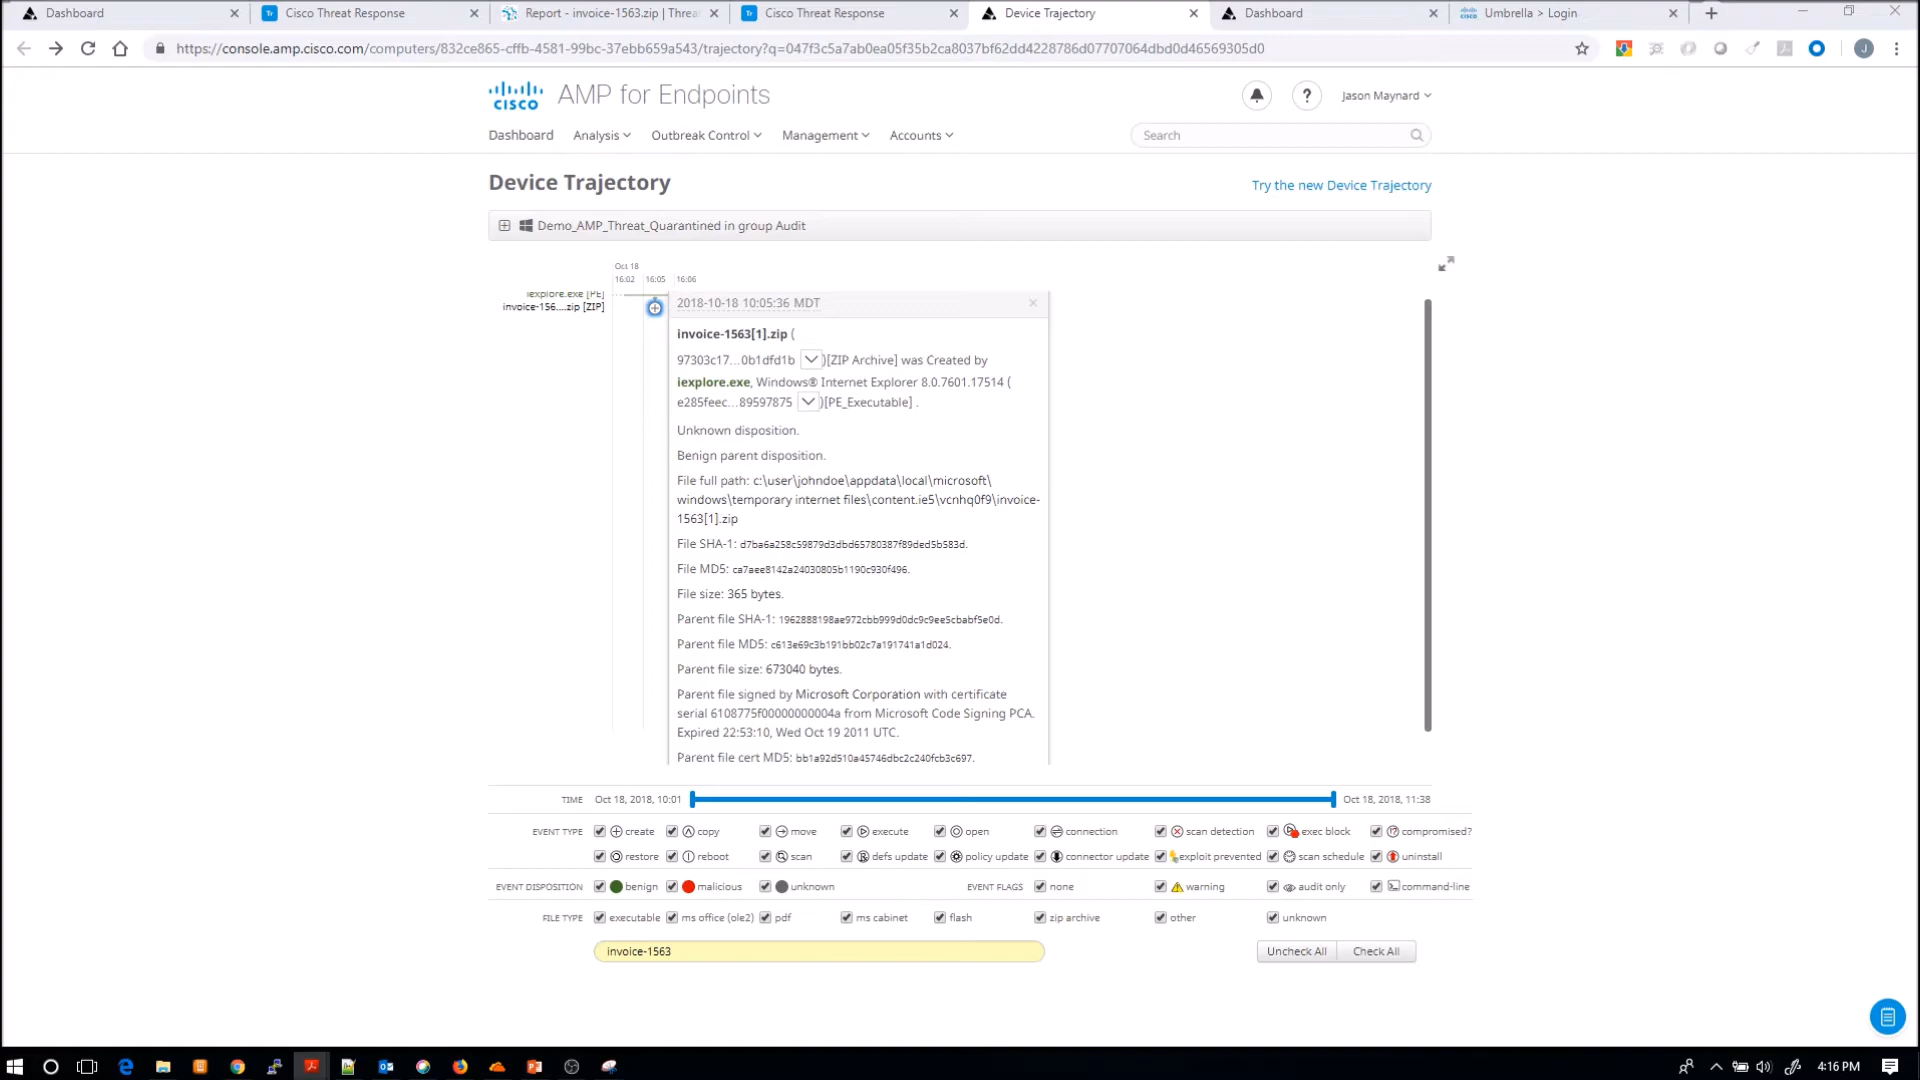 Dashboard
Cisco Threat Response
Report - invoice-1563.zip | Threa
Cisco Threat Response
Device Trajectory
Dashboard
Umbrella > Login
https://console.amp.cisco.com/computers/832ce865-cffb-4581-99bc-37ebb659a543/trajectory?q=047f3c5a7ab0ea05f35b2ca8037bf62dd4228786d07707064dbd0d46569305d0
J
cisco
AMP for Endpoints
?
Jason Maynard
Dashboard Analysis Outbreak Control Management Accounts
Search
Device Trajectory
Try the new Device Trajectory
Demo_AMP_Threat_Quarantined in group Audit
Oct 18
16:02 16:05 16:06
iexplore.exe [PE]
invoice-156....zip [ZIP]
2018-10-18 10:05:36 MDT
invoice-1563[1].zip (
97303c17...0b1dfd1b )[ZIP Archive] was Created by
iexplore.exe, Windows® Internet Explorer 8.0.7601.17514 (
e285feec...89597875 )[PE_Executable] .
Unknown disposition.
Benign parent disposition.
File full path: c:\user\johndoe\appdata\local\microsoft\
windows\temporary internet files\content.ie5\vcnhq0f9\invoice-
1563[1].zip
File SHA-1: d7ba6a258c59879d3dbd65780387f89ded5b583d.
File MD5: ca7aee8142a24030805b1190c930f496.
File size: 365 bytes.
Parent file SHA-1: 1962888198ae972cbb999d0dc9c9ee5cbabf5e0d.
Parent file MD5: c613e69c3b191bb02c7a191741a1d024.
Parent file size: 673040 bytes.
Parent file signed by Microsoft Corporation with certificate
serial 6108775f00000000004a from Microsoft Code Signing PCA.
Expired 22:53:10, Wed Oct 19 2011 UTC.
Parent cert MD5: bb1a92d510a45746dbc2c240fcb3c697.
TIME Oct 18, 2018, 10:01 Oct 18, 2018, 11:38
EVENT TYPE create copy move execute open connection scan detection exec block compromised?
restore reboot scan defs update policy update connector update exploit prevented scan schedule uninstall
EVENT DISPOSITION benign malicious unknown EVENT FLAGS none warning audit only command-line
FILE TYPE executable ms office (ole2) pdf ms cabinet flash zip archive other unknown
invoice-1563
Uncheck All Check All
4:16 PM